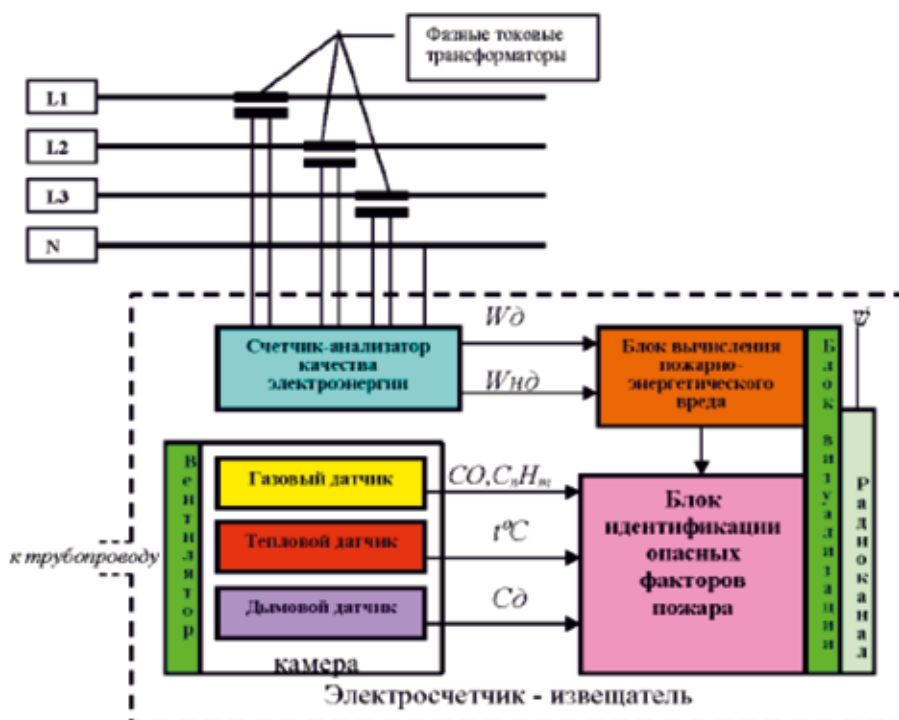 Фазные токовые
трансформаторы
L1
L2
L3
N
Счетчик-анализатор
качества
электроэнергии
Wд
Wнд
Блок вычисления
пожарно-
энергетического
вреда
Блок визуализации
Радиоканал
Вентилятор
Газовый датчик
CO,CnHm
Тепловой датчик
t°C
Дымовой датчик
Cд
Блок
идентификации
опасных
факторов
пожара
к трубопроводу
камера
Электросчетчик - извещатель